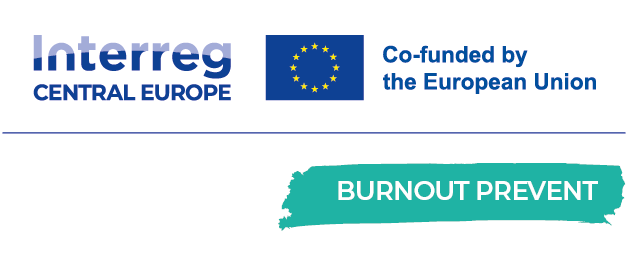 Interreg
CENTRAL EUROPE
Co-funded by
the European Union
BURNOUT PREVENT